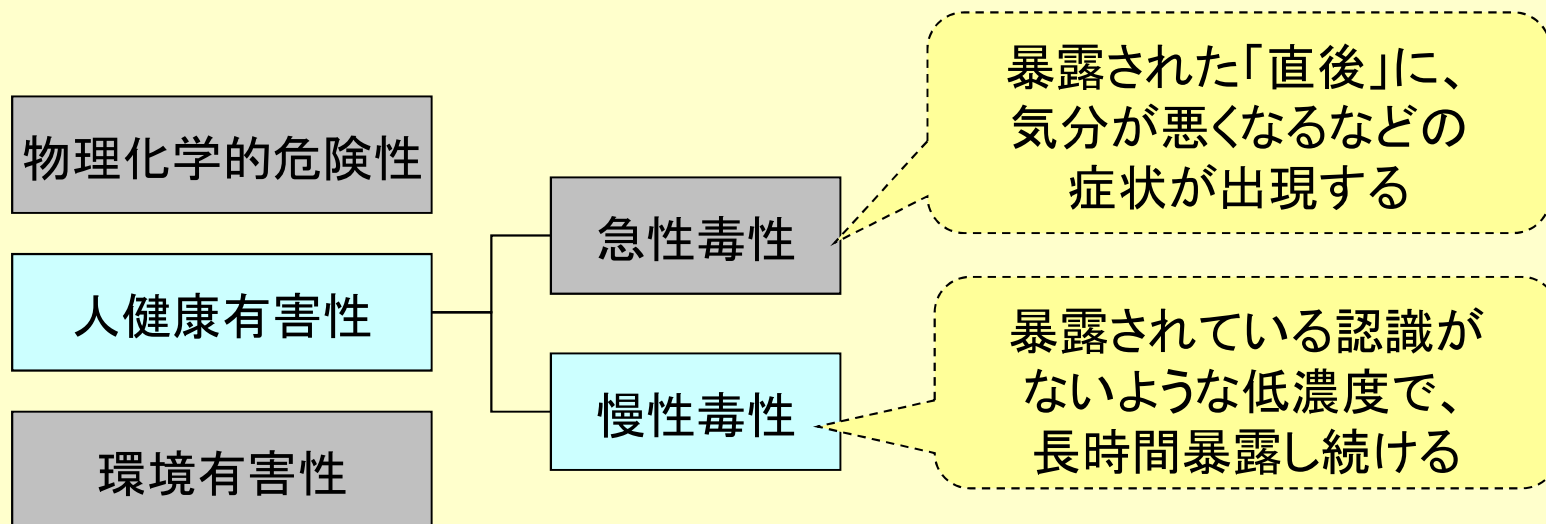 物理化学的危険性
人健康有害性
環境有害性
急性毒性
慢性毒性
暴露された「直後」に、
気分が悪くなるなどの
症状が出現する
暴露されている認識が
ないような低濃度で、
長時間暴露し続ける